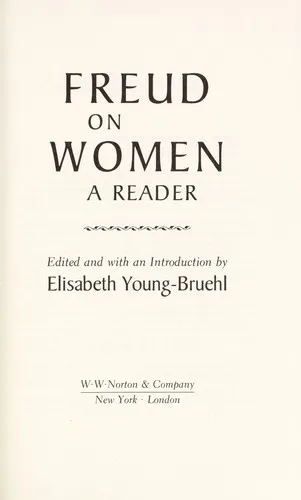 FREUD
ON
WOMEN
A READER
Edited and with an Introduction by
Elisabeth Young-Bruehl
W·W·Norton & Company
New York · London